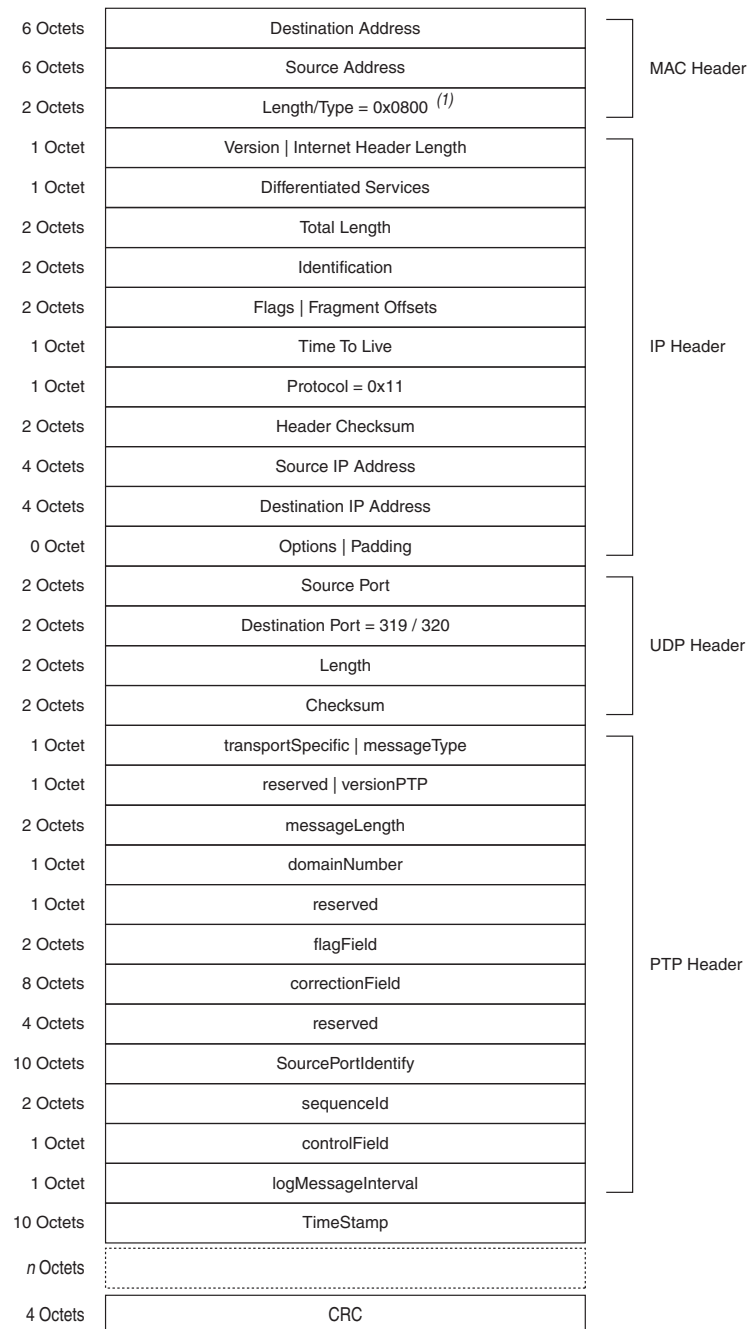 6 Octets Destination Address
6 Octets Source Address MAC Header
2 Octets Length/Type = 0x0800 (1)
1 Octet Version | Internet Header Length
1 Octet Differentiated Services
2 Octets Total Length
2 Octets Identification
2 Octets Flags | Fragment Offsets
1 Octet Time To Live IP Header
1 Octet Protocol = 0x11
2 Octets Header Checksum
4 Octets Source IP Address
4 Octets Destination IP Address
0 Octet Options | Padding
2 Octets Source Port
2 Octets Destination Port = 319 / 320
UDP Header
2 Octets Length
2 Octets Checksum
1 Octet transportSpecific | messageType
1 Octet reserved | versionPTP
2 Octets messageLength
1 Octet domainNumber
1 Octet reserved
2 Octets flagField
PTP Header
8 Octets correctionField
4 Octets reserved
10 Octets SourcePortIdentify
2 Octets sequenceId
1 Octet controlField
1 Octet logMessageInterval
10 Octets TimeStamp
n Octets
4 Octets CRC